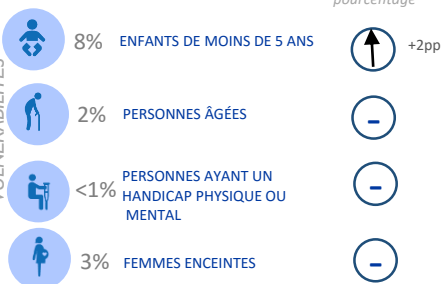 pourcentage
8% ENFANTS DE MOINS DE 5 ANS
+2pp
2% PERSONNES ÂGÉES
-
<1% PERSONNES AYANT UN
HANDICAP PHYSIQUE OU
MENTAL
-
3% FEMMES ENCEINTES
-